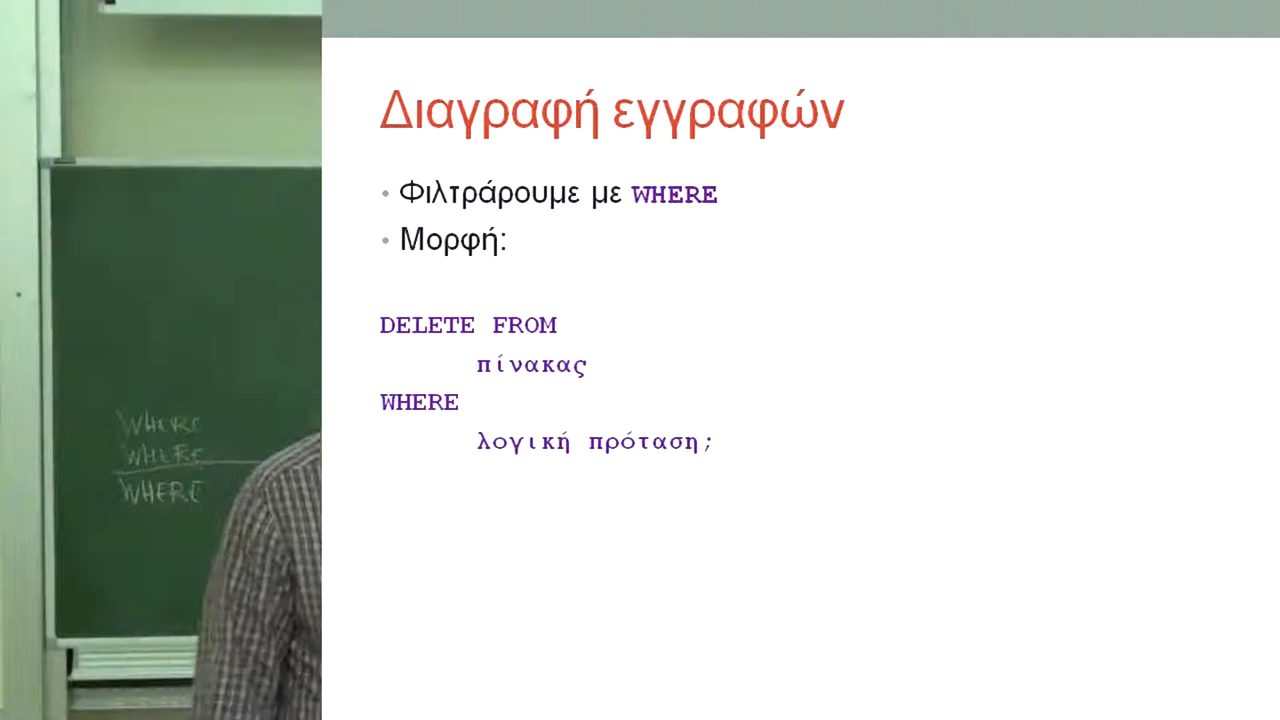 Διαγραφή εγγραφών
• Φιλτράρουμε με WHERE
• Μορφή:
DELETE FROM
πίνακας
WHERE
λογική πρόταση;
WHERE
WHERE
WHERE